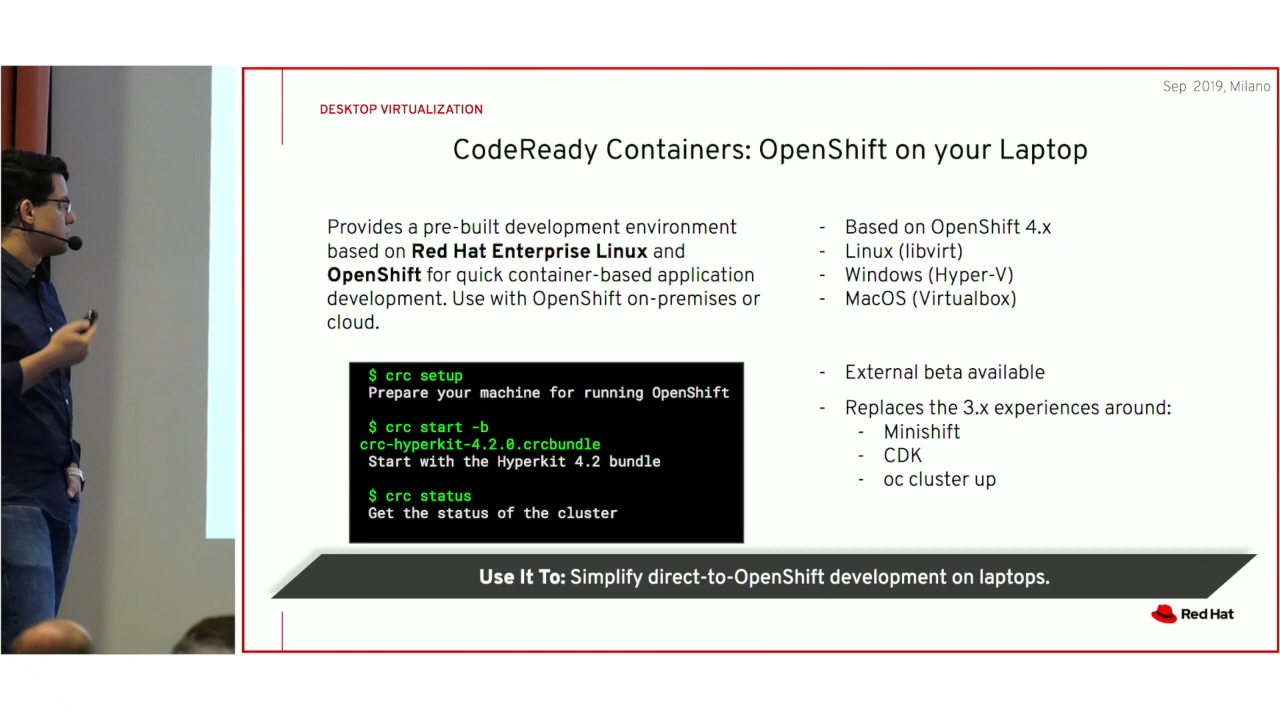 Sep 2019, Milano
DESKTOP VIRTUALIZATION
CodeReady Containers: OpenShift on your Laptop
Provides a pre-built development environment
based on Red Hat Enterprise Linux and
OpenShift for quick container-based application
development. Use with OpenShift on-premises or
cloud.
$ crc setup
Prepare your machine for running OpenShift
$ crc start -b
crc-hyperkit-4.2.0.crcbundle
Start with the Hyperkit 4.2 bundle
$ crc status
Get the status of the cluster
- Based on OpenShift 4.x
- Linux (libvirt)
- Windows (Hyper-V)
- MacOS (Virtualbox)
- External beta available
- Replaces the 3.x experiences around:
- Minishift
- CDK
- oc cluster up
Use It To: Simplify direct-to-OpenShift development on laptops.
Red Hat